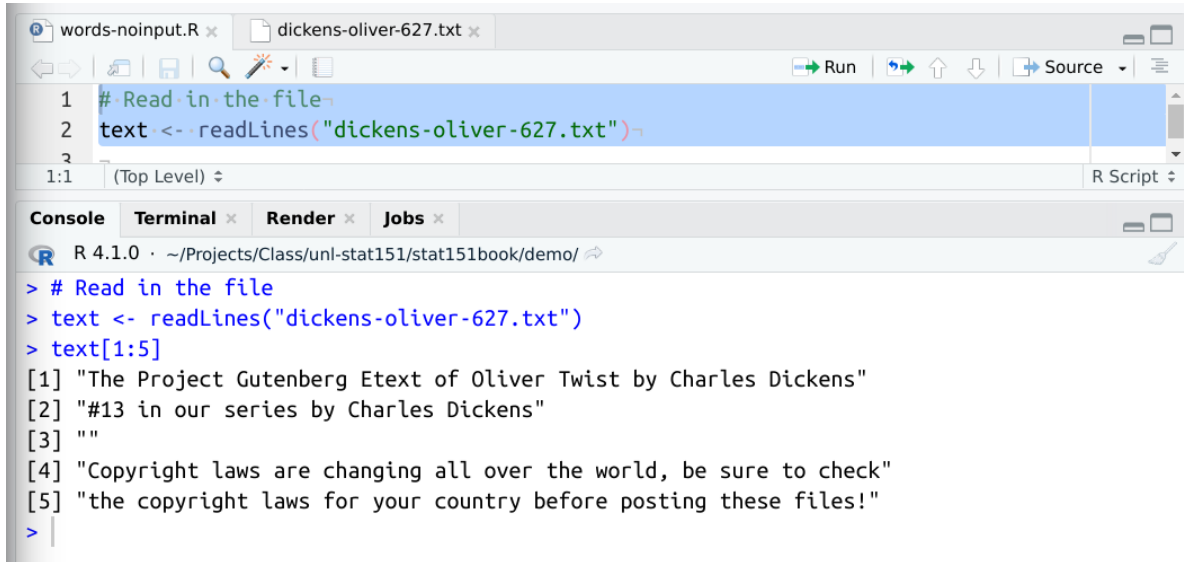 words-noinput.R × dickens-oliver-627.txt ×
Run Source
1 # Read in the file
2 text <- readLines("dickens-oliver-627.txt")
3
1:1 (Top Level) R Script
Console Terminal × Render × Jobs ×
R R 4.1.0 · ~/Projects/Class/unl-stat151/stat151book/demo/
> # Read in the file
> text <- readLines("dickens-oliver-627.txt")
> text[1:5]
[1] "The Project Gutenberg Etext of Oliver Twist by Charles Dickens"
[2] "#13 in our series by Charles Dickens"
[3] ""
[4] "Copyright laws are changing all over the world, be sure to check"
[5] "the copyright laws for your country before posting these files!"
>